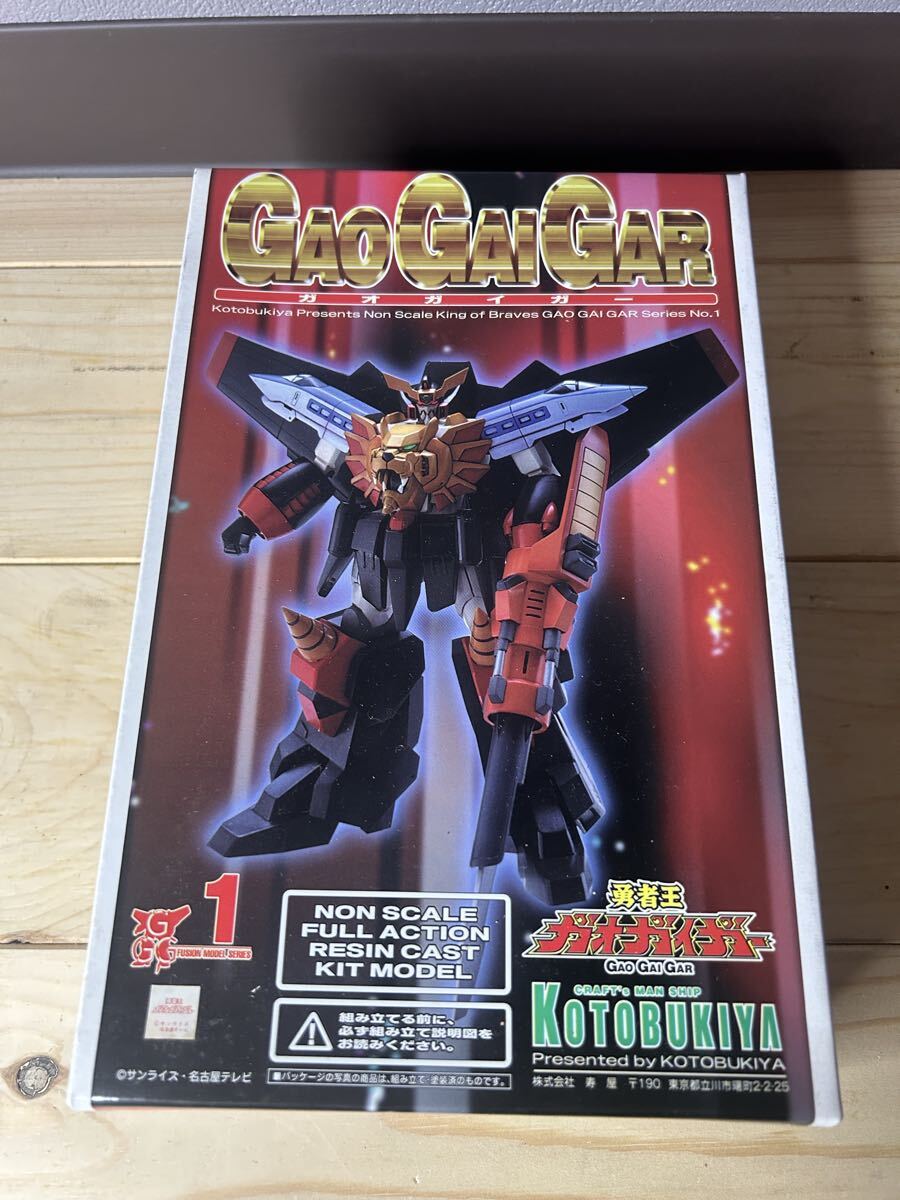 GAO GAI GAR
ガオガイガー
Kotobukiya Presents Non Scale King of Braves GAO GAI GAR Series No.1
GGG
1
FUSION MODEL SERIES
NON SCALE
FULL ACTION
RESIN CAST
KIT MODEL
組み立てる前に、
必ず組み立て説明図を
お読みください。
■パッケージの写真の商品は、組み立て・塗装済のものです。
©サンライズ・名古屋テレビ
勇者王
ガオガイガー
GAO GAI GAR
CRAFT's MAN SHIP
KOTOBUKIYA
Presented by KOTOBUKIYA
株式会社 寿屋 〒190 東京都立川市曙町2-2-25